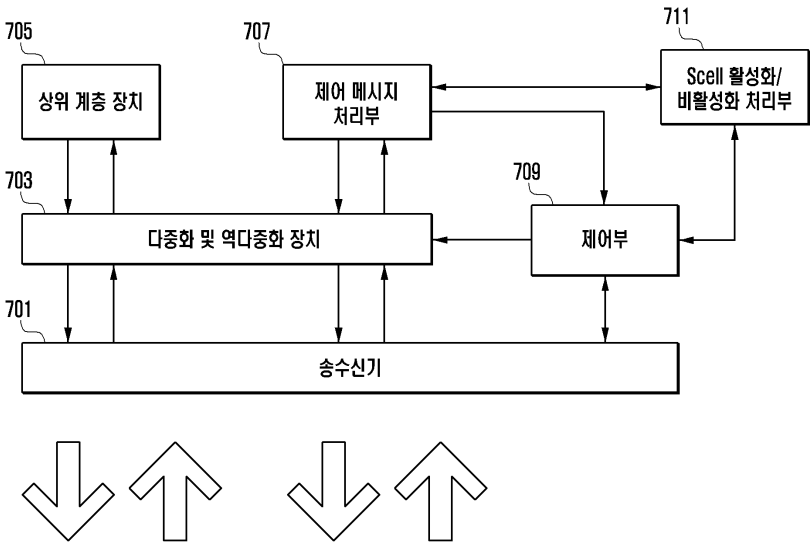 705
707
711
상위 계층 장치
제어 메시지
처리부
Scell 활성화/
비활성화 처리부
703
709
다중화 및 역다중화 장치
제어부
701
송수신기